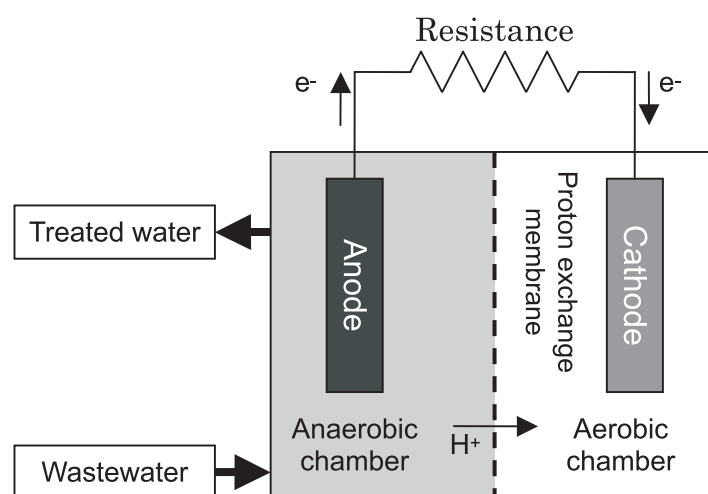 Resistance
e-
e-
Treated water
Anode
Proton exchange
membrane
Cathode
Anaerobic
chamber
H+
Aerobic
chamber
Wastewater